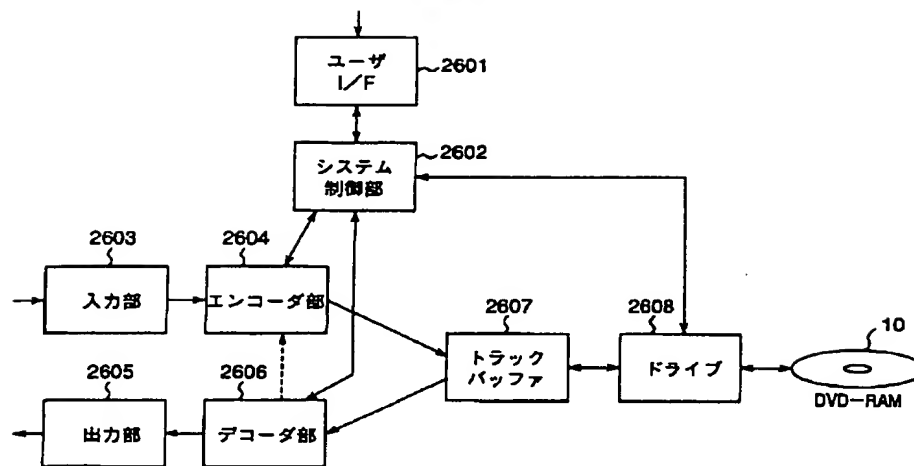 ユーザ
I/F
2601
システム
制御部
2602
2603
入力部
2604
エンコーダ部
2605
出力部
2606
デコーダ部
2607
トラック
バッファ
2608
ドライブ
10
DVD-RAM